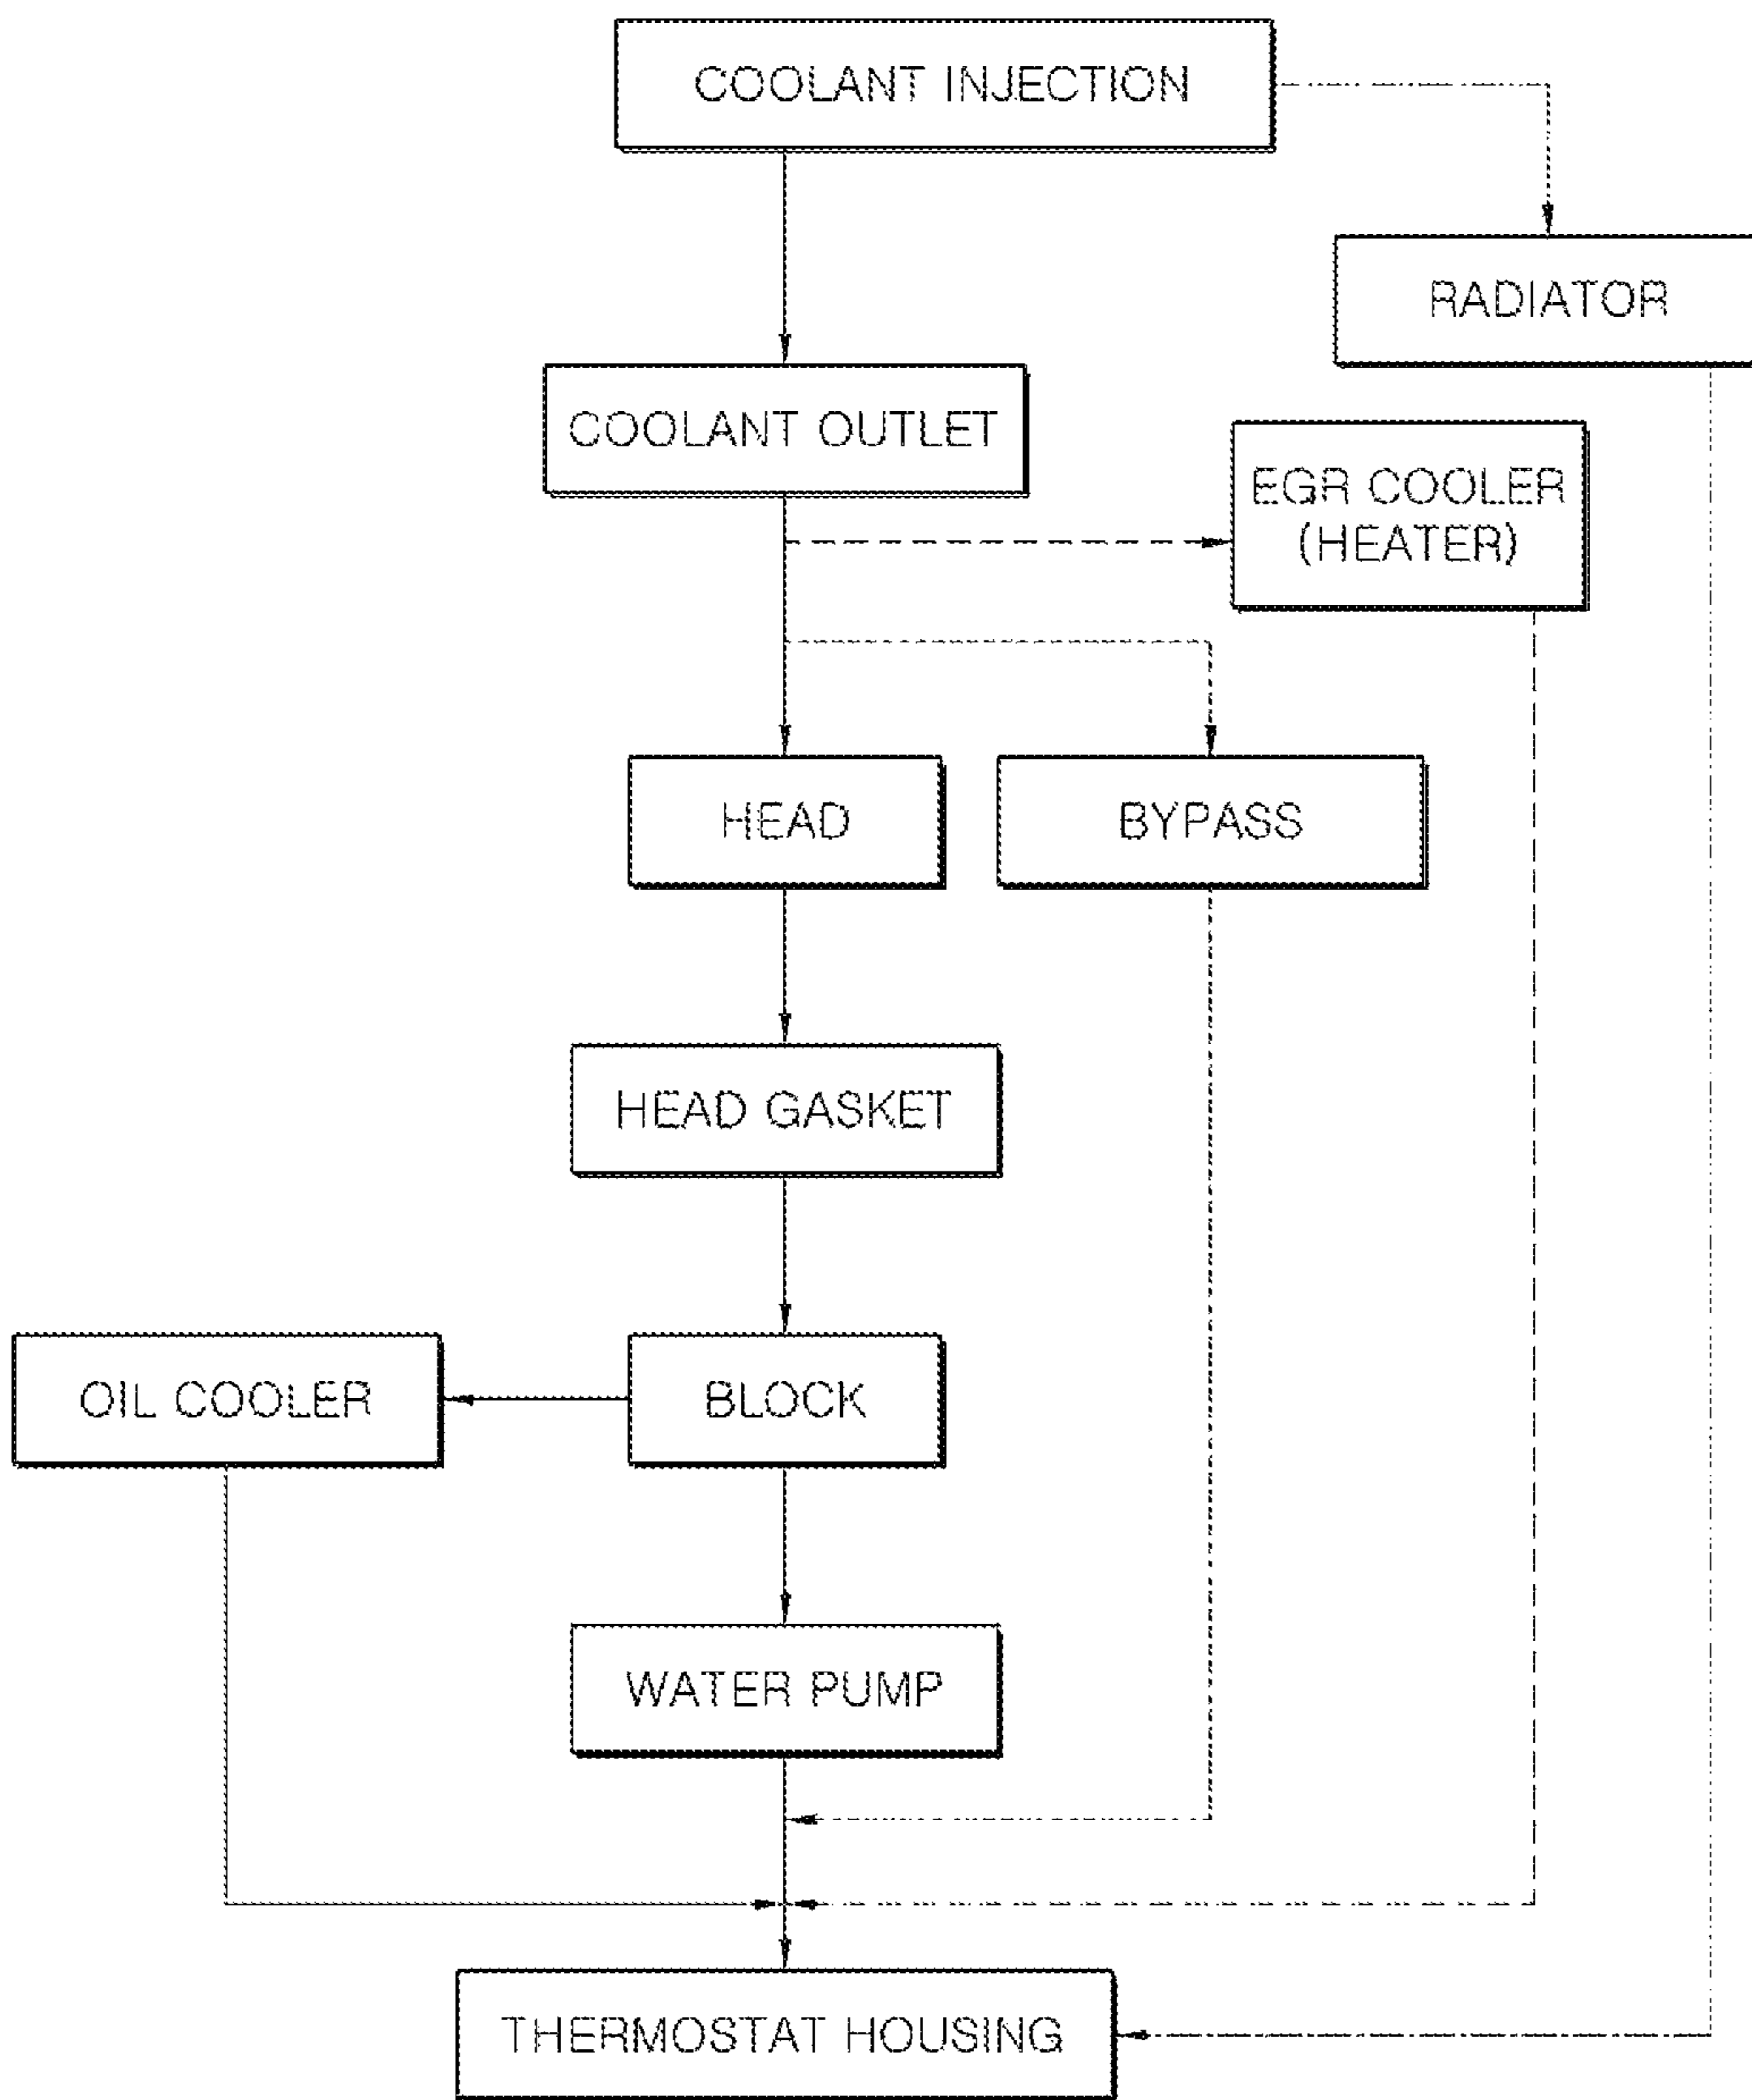 COOLANT INJECTION
RADIATOR
COOLANT OUTLET
EGR COOLER
(HEATER)
HEAD
BYPASS
HEAD GASKET
OIL COOLER
BLOCK
WATER PUMP
THERMOSTAT HOUSING